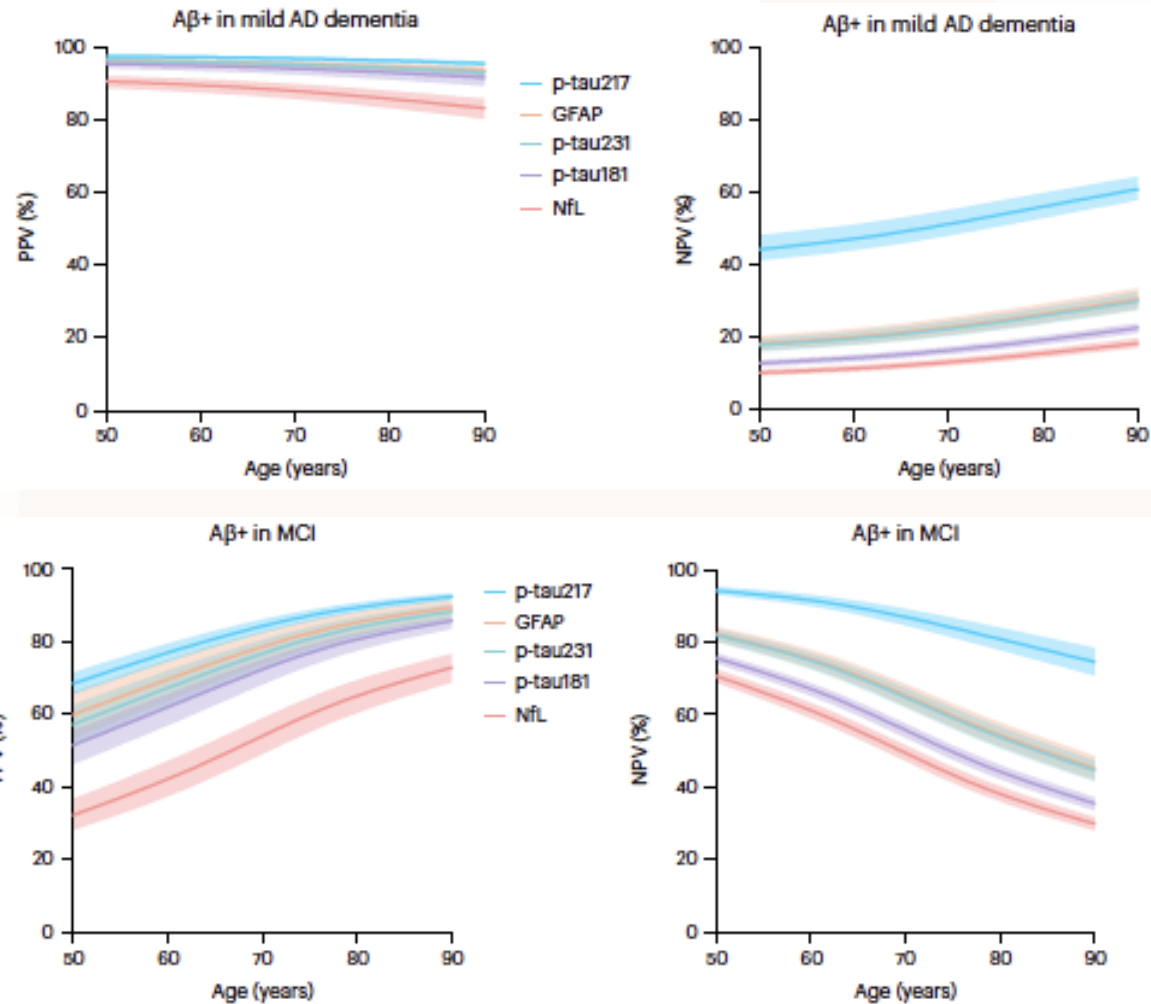 Aβ+ in mild AD dementia
100
80
60
40
20
0
PPV (%)
50 60 70 80 90
Age (years)
p-tau217
GFAP
p-tau231
p-tau181
NfL
Aβ+ in mild AD dementia
100
80
60
40
20
0
NPV (%)
50 60 70 80 90
Age (years)
Aβ+ in MCI
100
80
60
40
20
0
50 60 70 80 90
Age (years)
p-tau217
GFAP
p-tau231
p-tau181
NfL
Aβ+ in MCI
100
80
60
40
20
0
NPV (%)
50 60 70 80 90
Age (years)